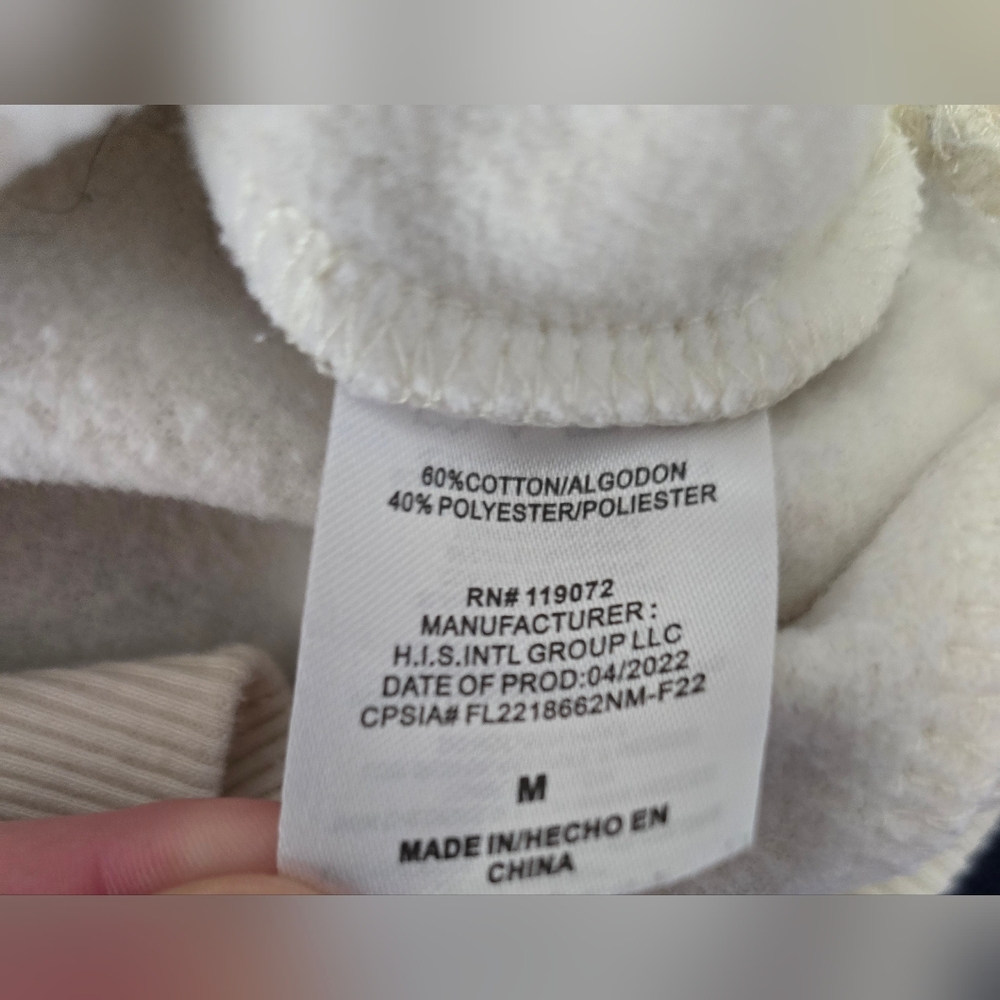 60%COTTON/ALGODON
40% POLYESTER/POLIESTER
RN# 119072
MANUFACTURER :
H.I.S.INTL GROUP LLC
DATE OF PROD:04/2022
CPSIA# FL2218662NM-F22
M
MADE IN/HECHO EN
CHINA